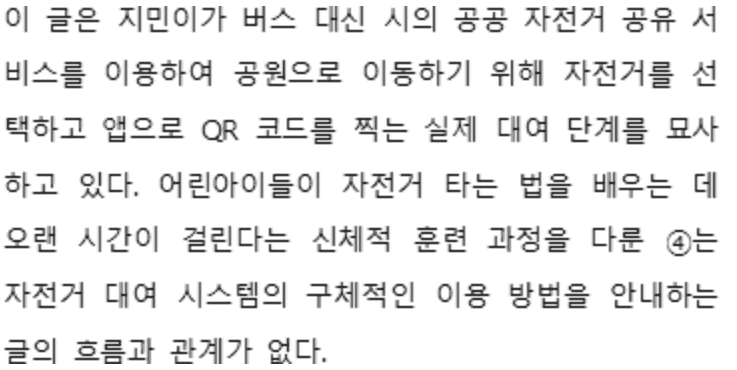 이 글은 지민이가 버스 대신 시의 공공 자전거 공유 서
비스를 이용하여 공원으로 이동하기 위해 자전거를 선
택하고 앱으로 QR 코드를 찍는 실제 대여 단계를 묘사
하고 있다. 어린아이들이 자전거 타는 법을 배우는 데
오랜 시간이 걸린다는 신체적 훈련 과정을 다룬 ④는
자전거 대여 시스템의 구체적인 이용 방법을 안내하는
글의 흐름과 관계가 없다.